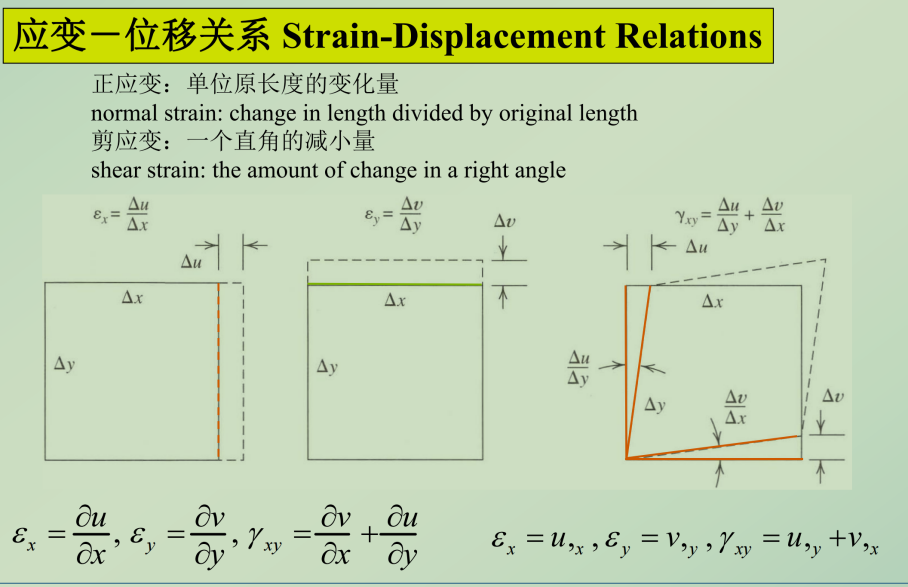 应变－位移关系 Strain-Displacement Relations
正应变：单位原长度的变化量
normal strain: change in length divided by original length
剪应变：一个直角的减小量
shear strain: the amount of change in a right angle
εx = Δu/Δx
εy = Δv/Δy
γxy = Δu/Δy + Δv/Δx
Δu
Δx
Δy
Δv
Δx
Δy
Δu
Δx
Δu/Δy
Δy
Δv/Δx
Δv
εx = ∂u/∂x, εy = ∂v/∂y, γxy = ∂v/∂x + ∂u/∂y
εx = u,x , εy = v,y , γxy = u,y +v,x